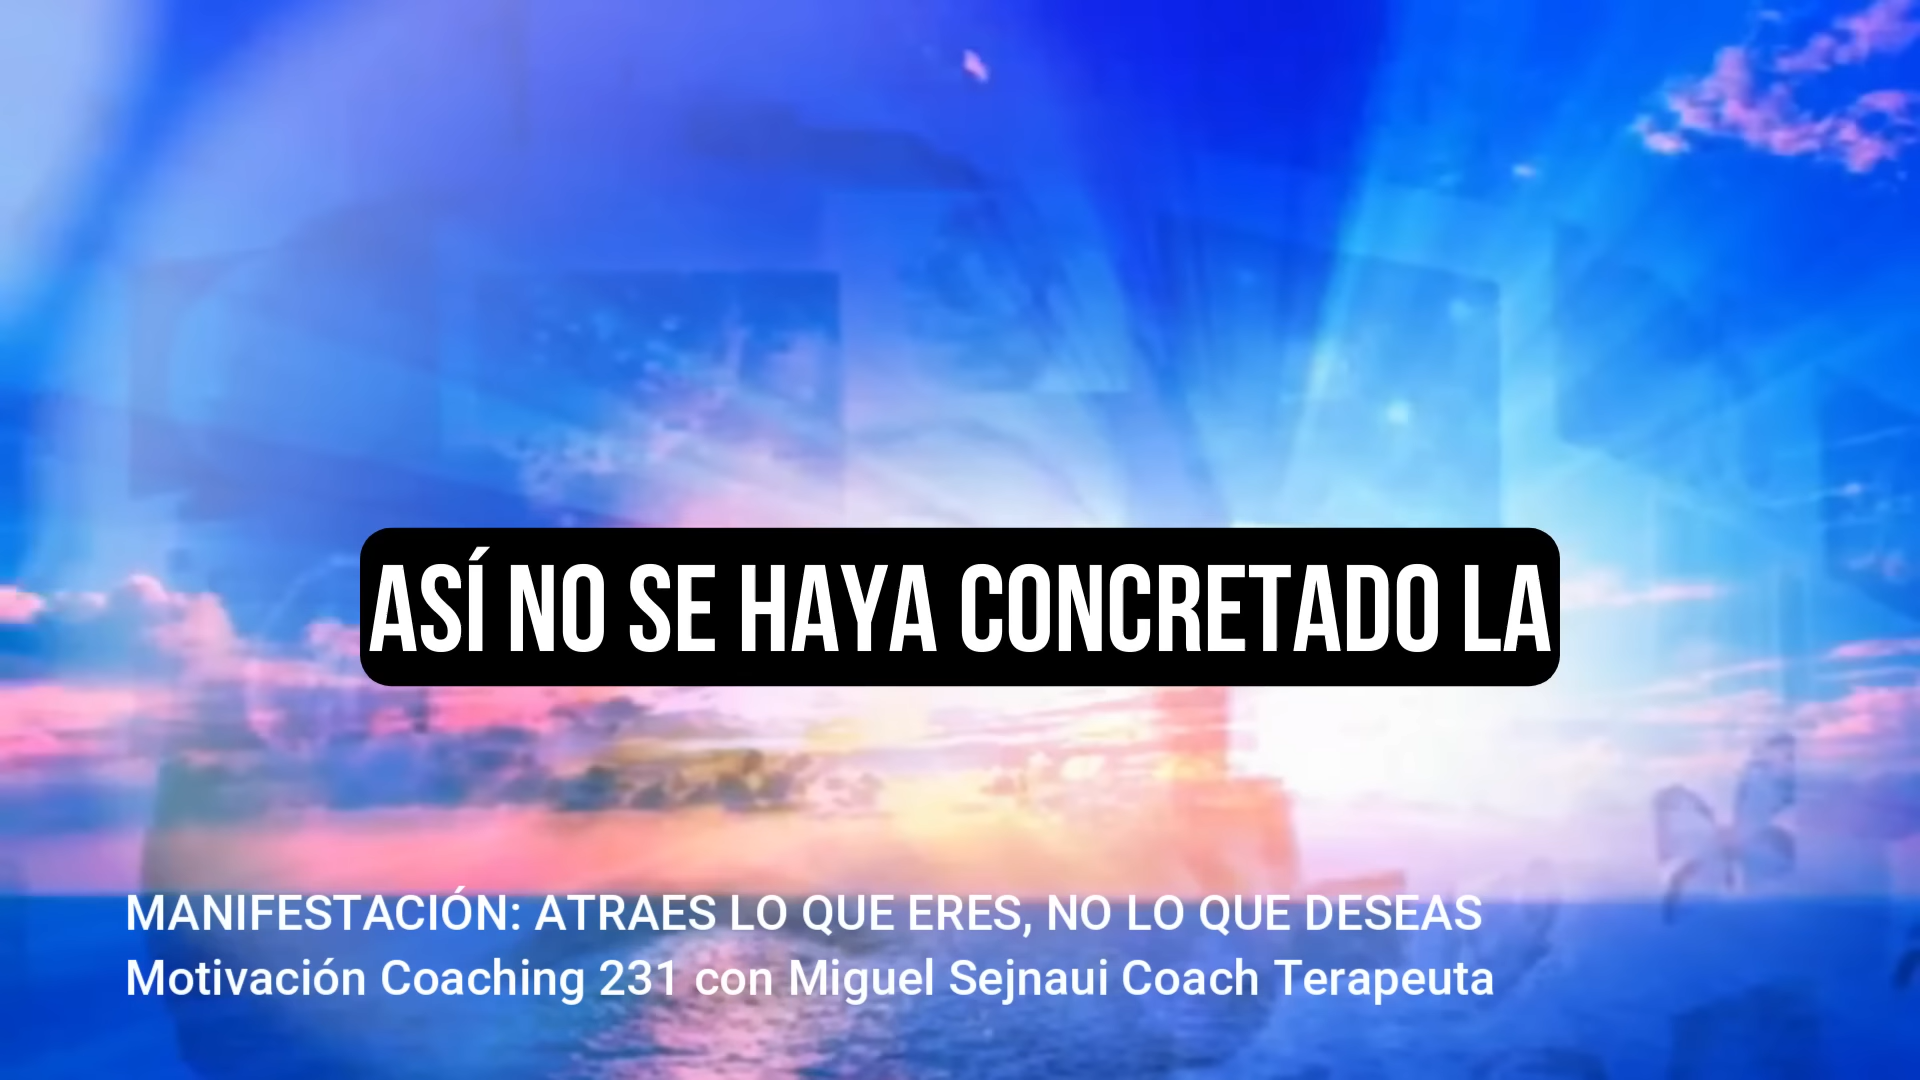 ASÍ NO SE HAYA CONCRETADO LA
MANIFESTACIÓN: ATRAES LO QUE ERES, NO LO QUE DESEAS
Motivación Coaching 231 con Miguel Sejnaui Coach Terapeuta